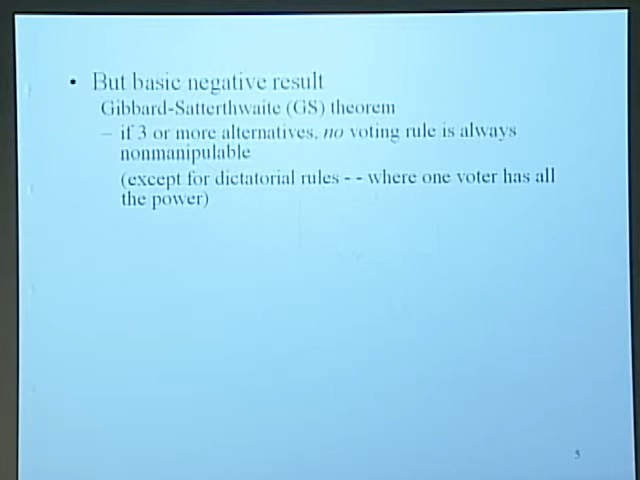 • But basic negative result
Gibbard-Satterthwaite (GS) theorem
– if 3 or more alternatives, no voting rule is always
nonmanipulable
(except for dictatorial rules - - where one voter has all
the power)
5